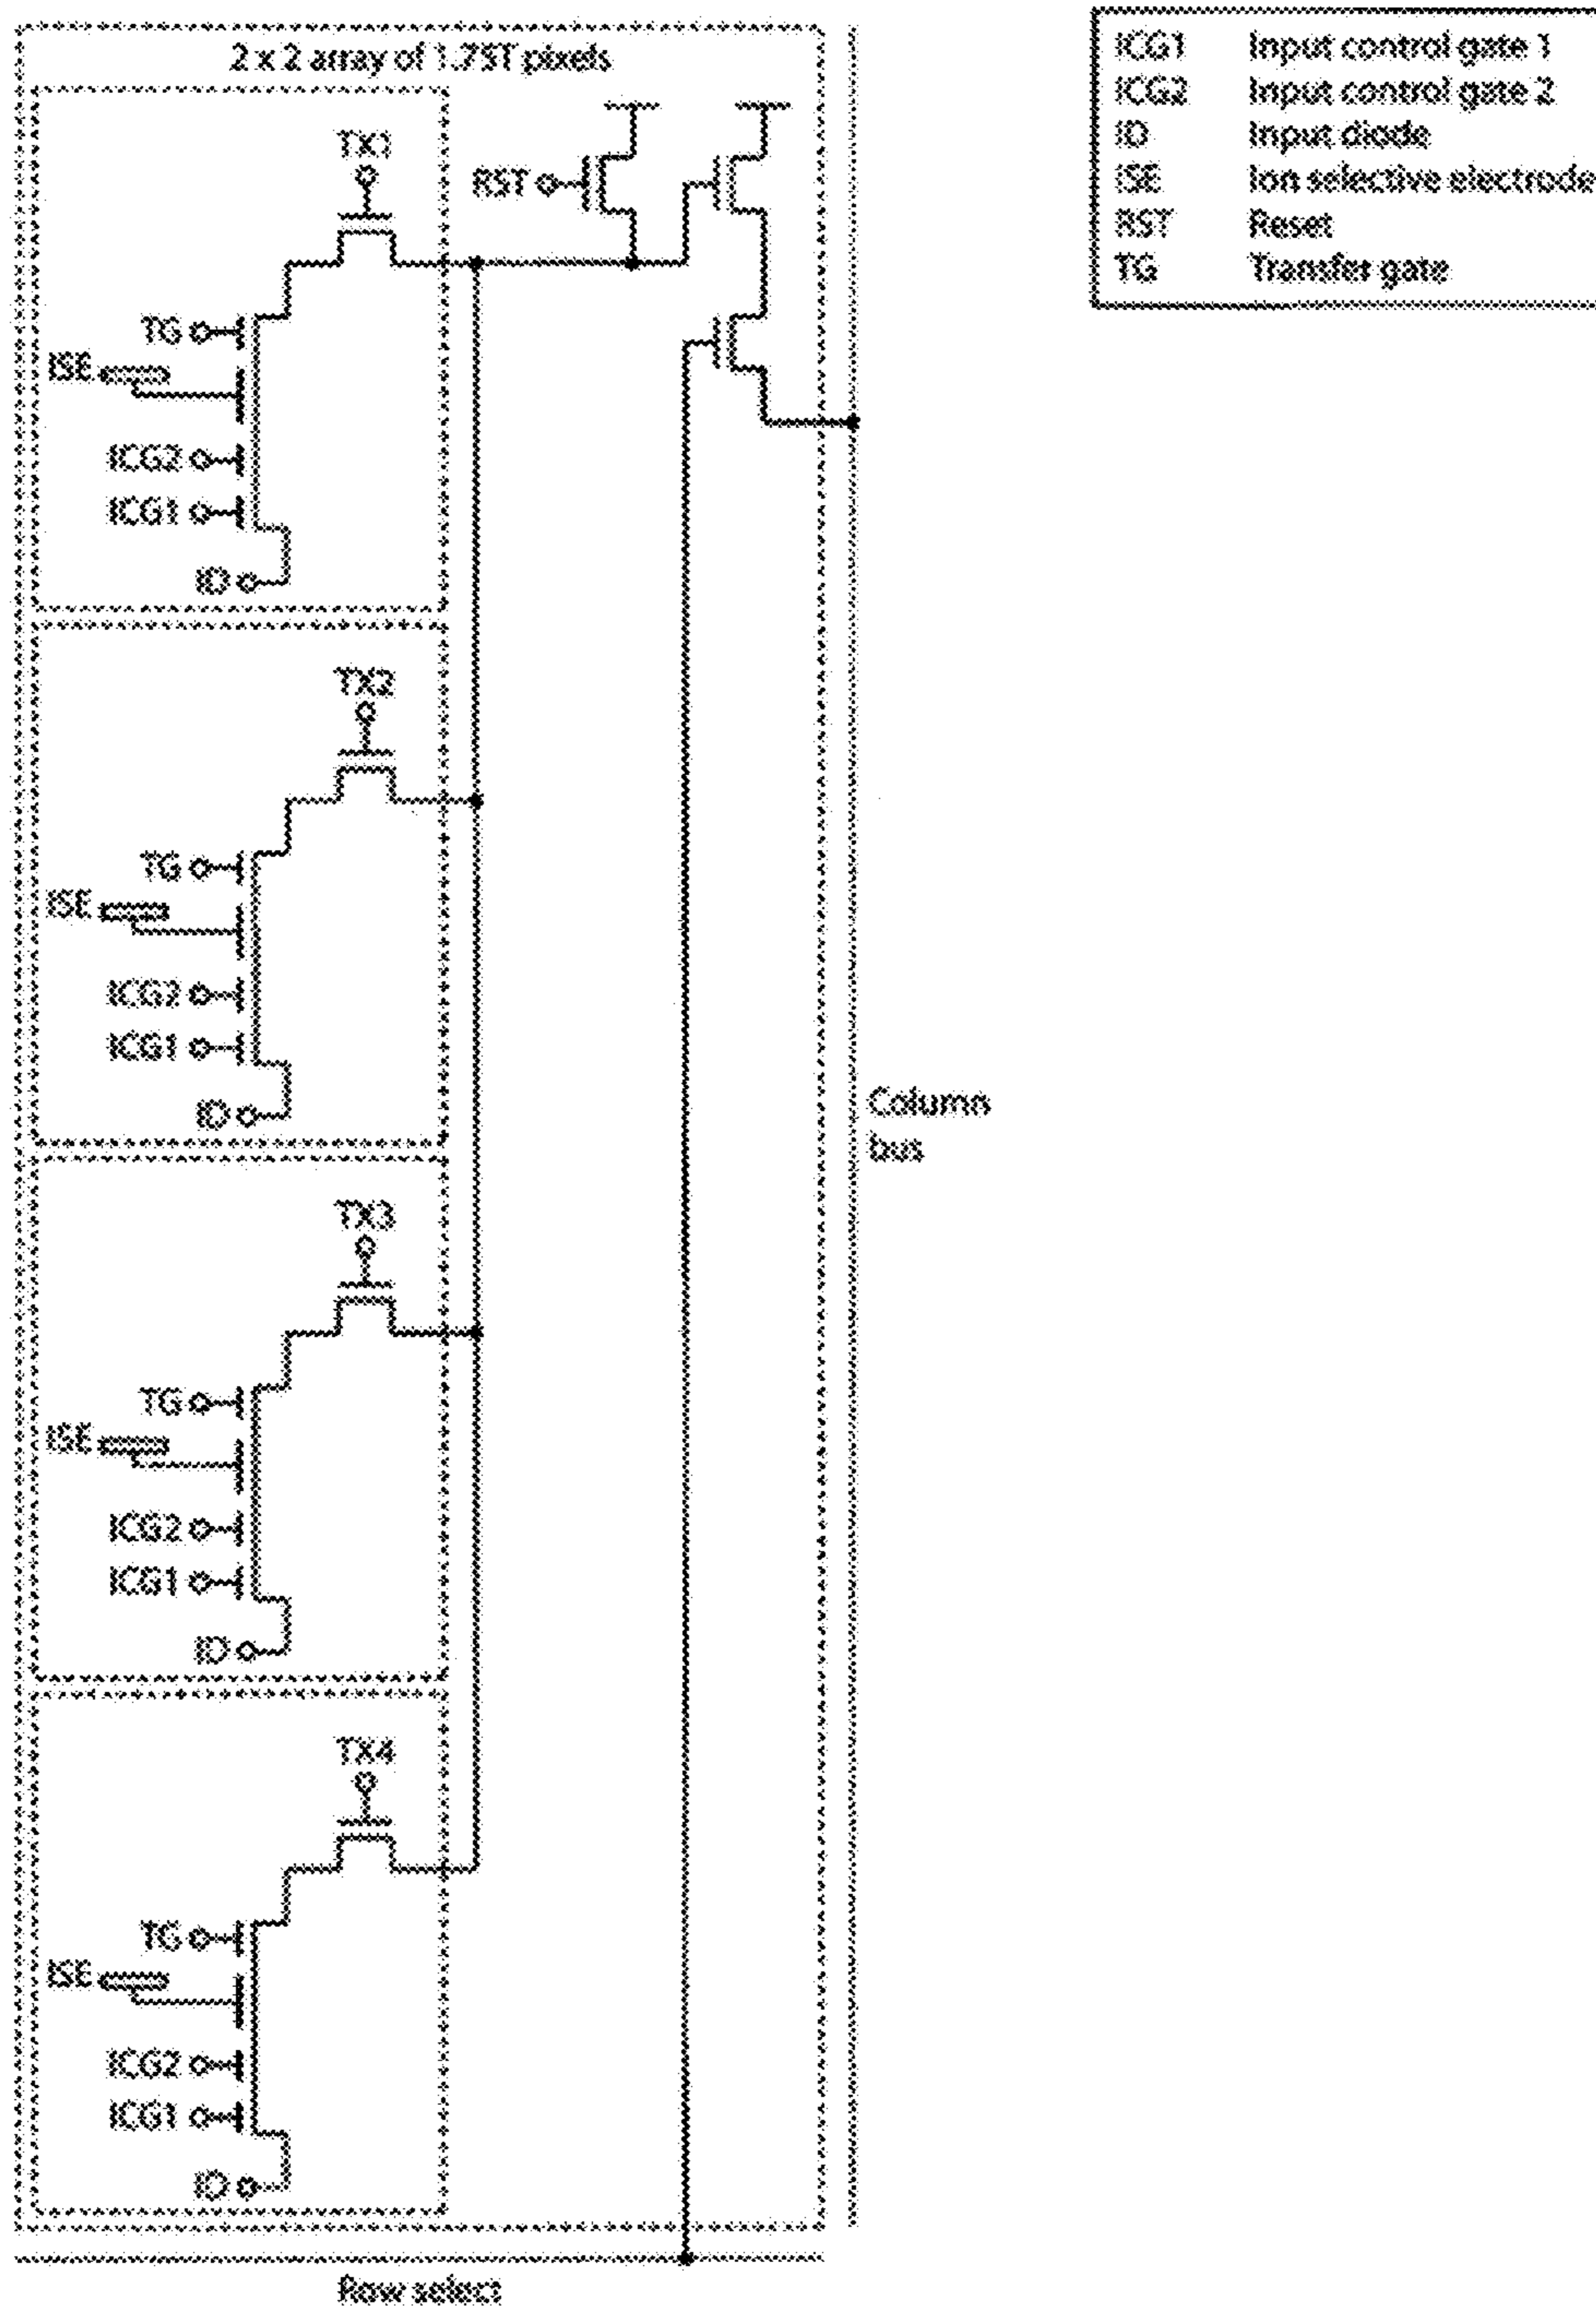 2 x 2 array of 1.75T pixels
TX1
RST
TG
ISE
ICG2
ICG1
ID
TX2
TG
ISE
ICG2
ICG1
ID
TX3
TG
ISE
ICG2
ICG1
ID
TX4
TG
ISE
ICG2
ICG1
ID
Row select
Column
bus
ICG1 Input control gate 1
ICG2 Input control gate 2
ID Input diode
ISE Ion selective electrode
RST Reset
TG Transfer gate